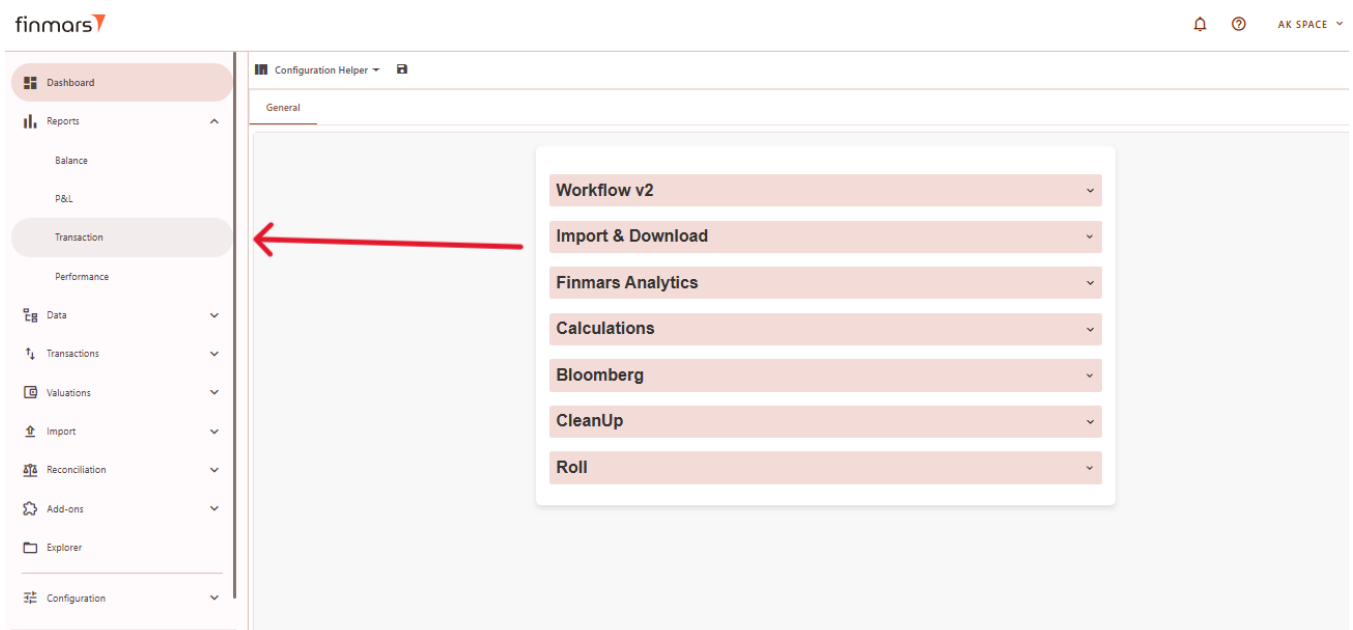 finmars
AK SPACE
Dashboard
Reports
Balance
P&L
Transaction
Performance
Data
Transactions
Valuations
Import
Reconciliation
Add-ons
Explorer
Configuration
Configuration Helper
General
Workflow v2
Import & Download
Finmars Analytics
Calculations
Bloomberg
CleanUp
Roll